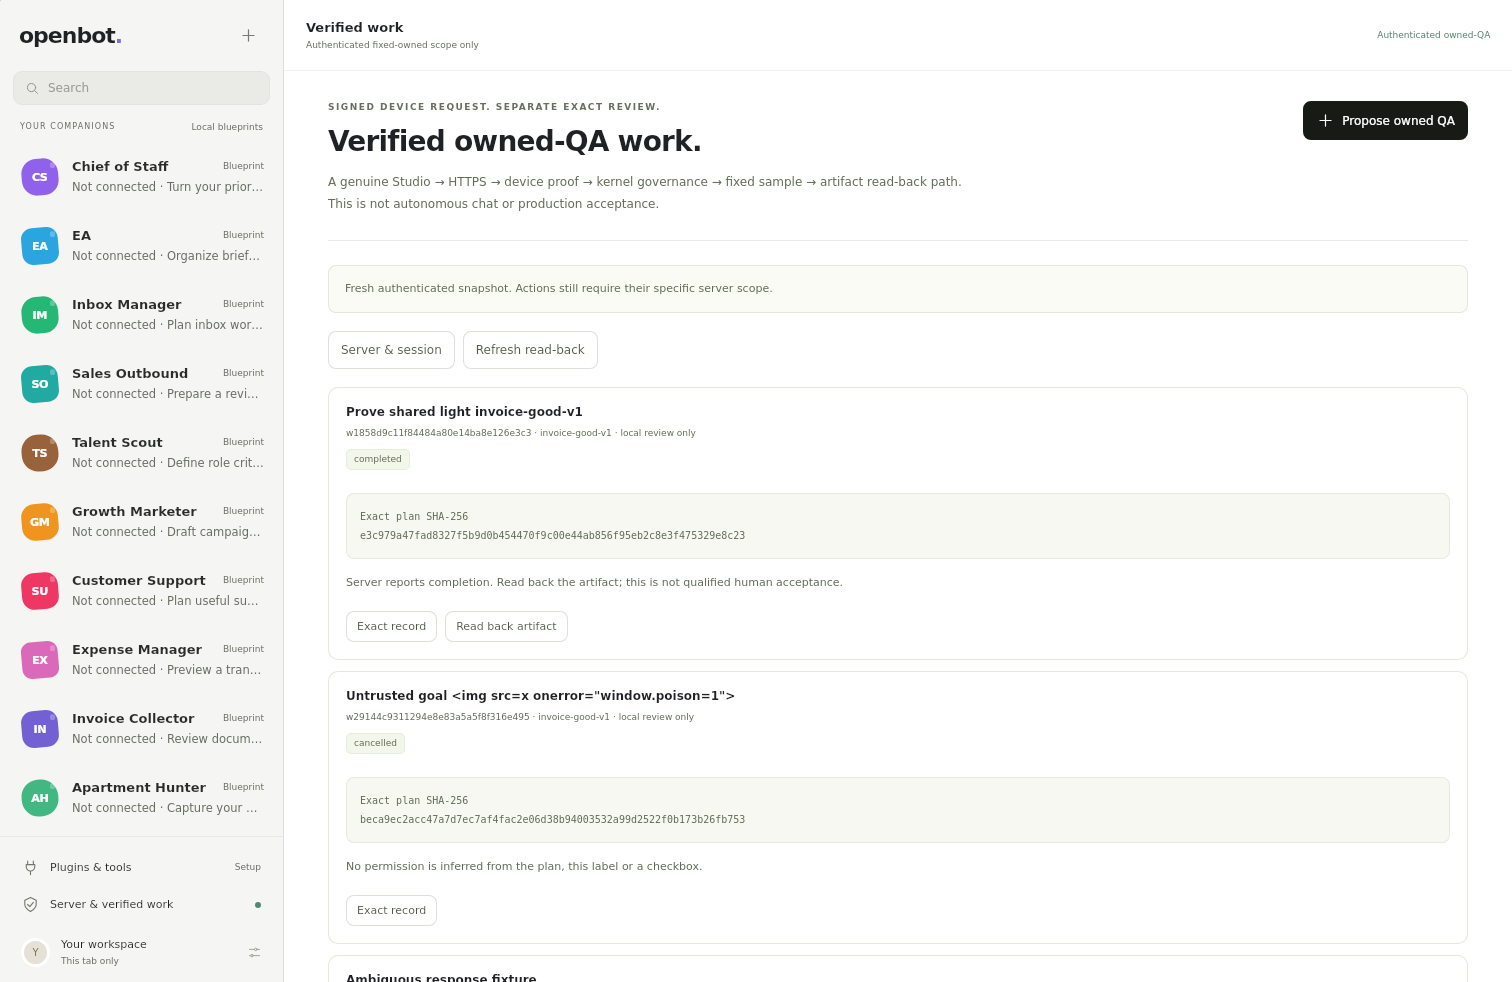 openbot.
Search
YOUR COMPANIONS
Local blueprints
CS
Chief of Staff
Blueprint
Not connected · Turn your prior…
EA
EA
Blueprint
Not connected · Organize brief…
IM
Inbox Manager
Blueprint
Not connected · Plan inbox wor…
SO
Sales Outbound
Blueprint
Not connected · Prepare a revi…
TS
Talent Scout
Blueprint
Not connected · Define role crit…
GM
Growth Marketer
Blueprint
Not connected · Draft campaig…
SU
Customer Support
Blueprint
Not connected · Plan useful su…
EX
Expense Manager
Blueprint
Not connected · Preview a tran…
IN
Invoice Collector
Blueprint
Not connected · Review docum…
AH
Apartment Hunter
Blueprint
Not connected · Capture your …
Plugins & tools
Setup
Server & verified work
Y
Your workspace
This tab only
Verified work
Authenticated fixed-owned scope only
Authenticated owned-QA
SIGNED DEVICE REQUEST. SEPARATE EXACT REVIEW.
Verified owned-QA work.
Propose owned QA
A genuine Studio → HTTPS → device proof → kernel governance → fixed sample → artifact read-back path.
This is not autonomous chat or production acceptance.
Fresh authenticated snapshot. Actions still require their specific server scope.
Server & session
Refresh read-back
Prove shared light invoice-good-v1
w1858d9c11f84484a80e14ba8e126e3c3 · invoice-good-v1 · local review only
completed
Exact plan SHA-256
e3c979a47fad8327f5b9d0b454470f9c00e44ab856f95eb2c8e3f475329e8c23
Server reports completion. Read back the artifact; this is not qualified human acceptance.
Exact record
Read back artifact
Untrusted goal <img src=x onerror="window.poison=1">
w29144c9311294e8e83a5a5f8f316e495 · invoice-good-v1 · local review only
cancelled
Exact plan SHA-256
beca9ec2acc47a7d7ec7af4fac2e06d38b94003532a99d2522f0b173b26fb753
No permission is inferred from the plan, this label or a checkbox.
Exact record
Ambiguous response fixture